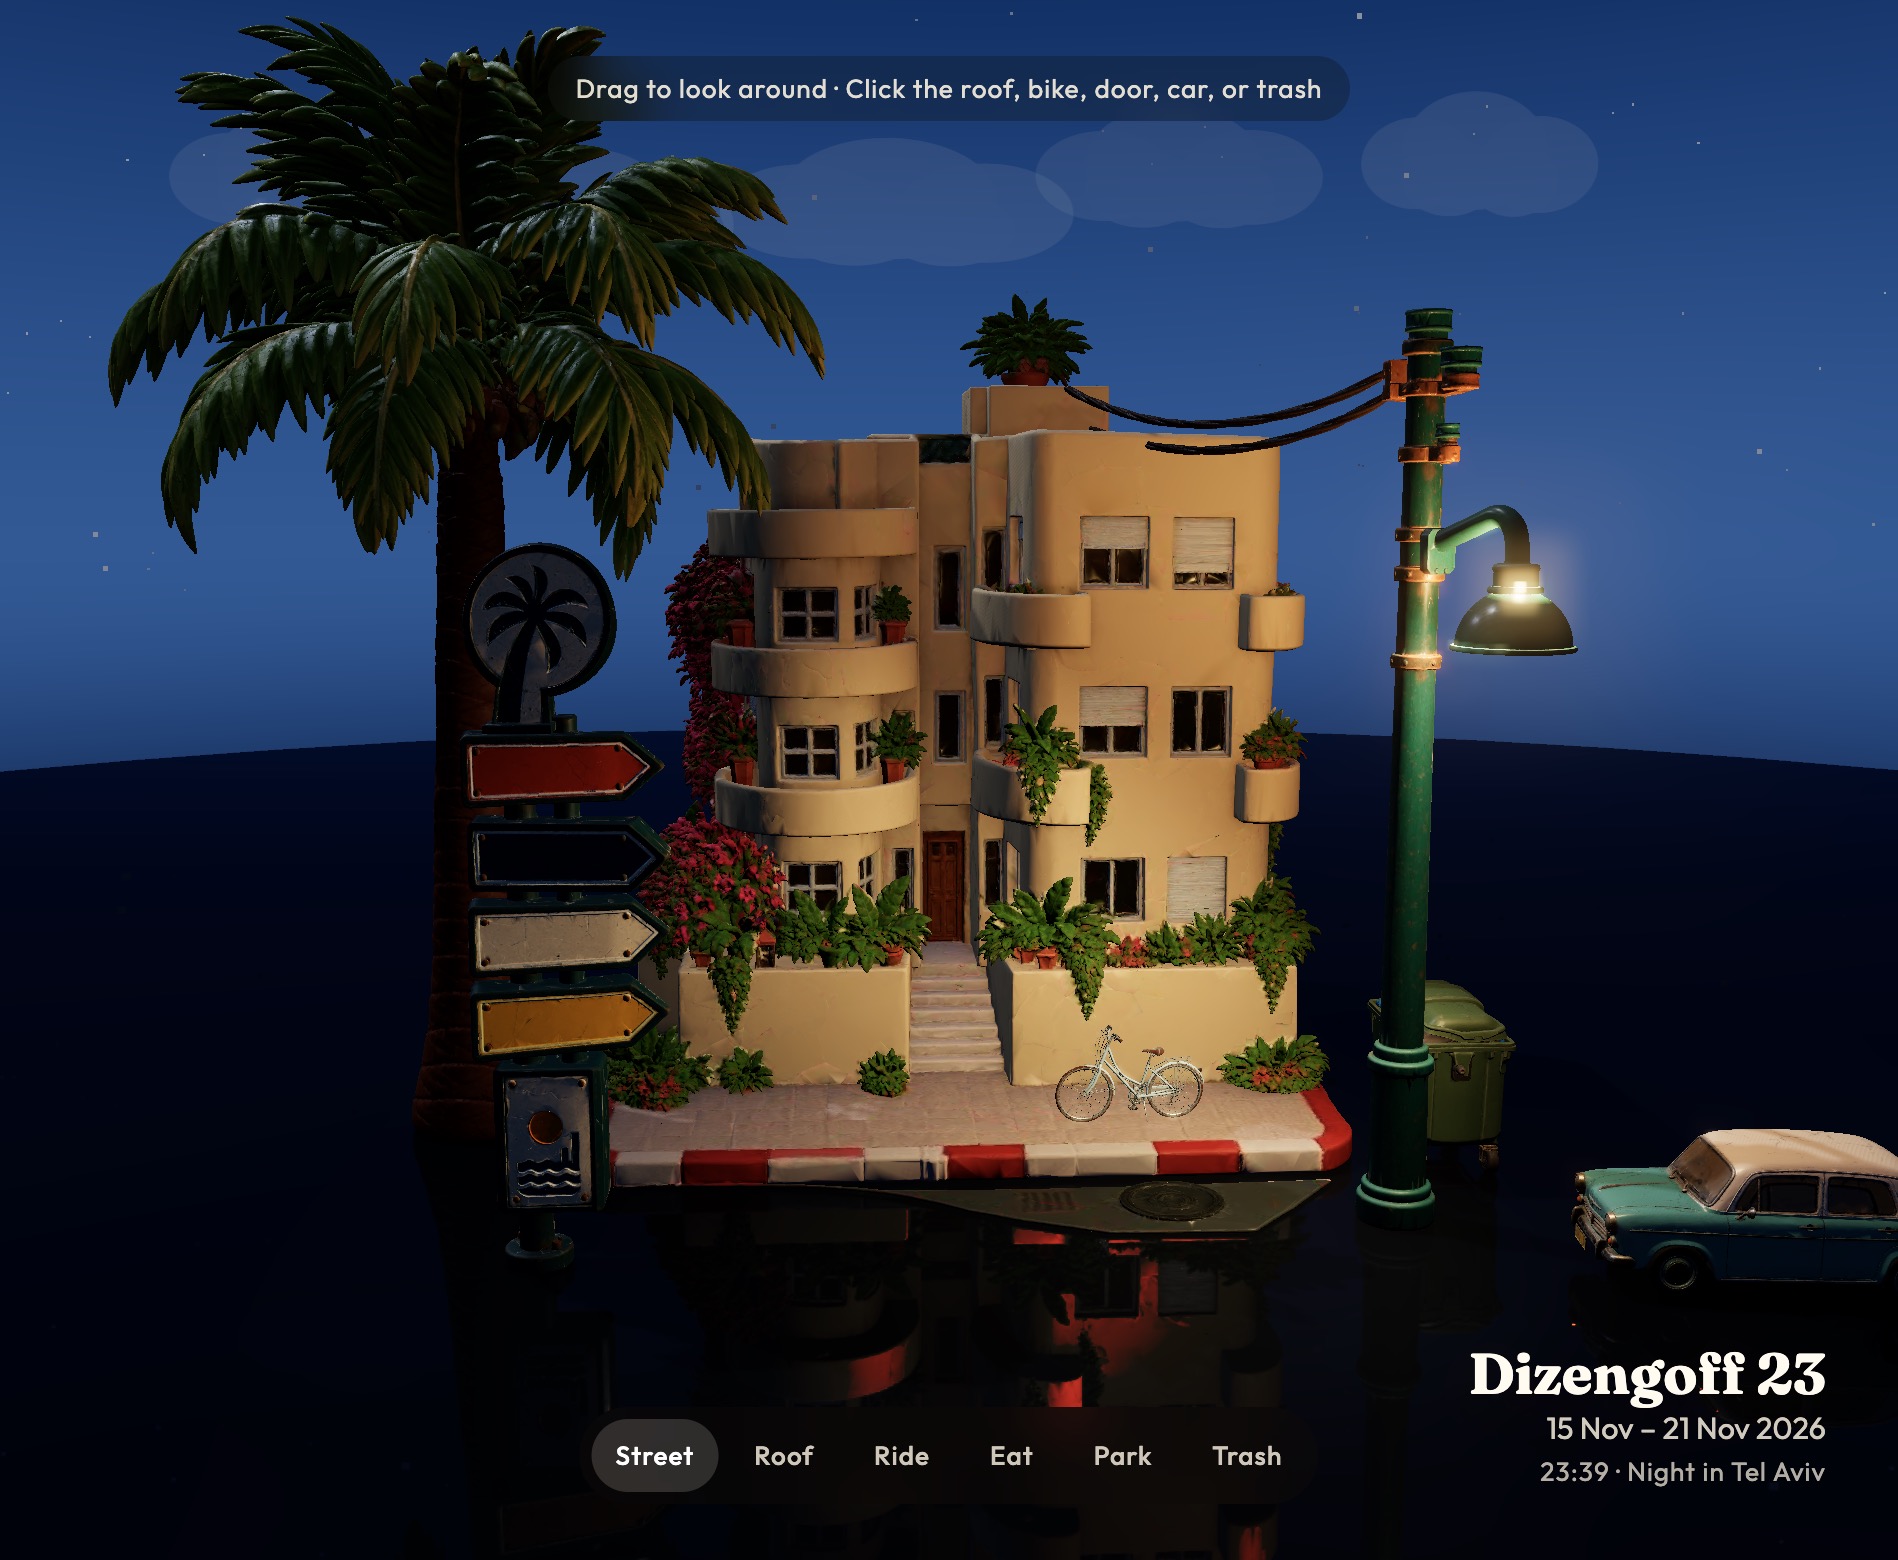 Drag to look around · Click the roof, bike, door, car, or trash
Dizengoff 23
15 Nov – 21 Nov 2026
23:39 · Night in Tel Aviv
Street
Roof
Ride
Eat
Park
Trash